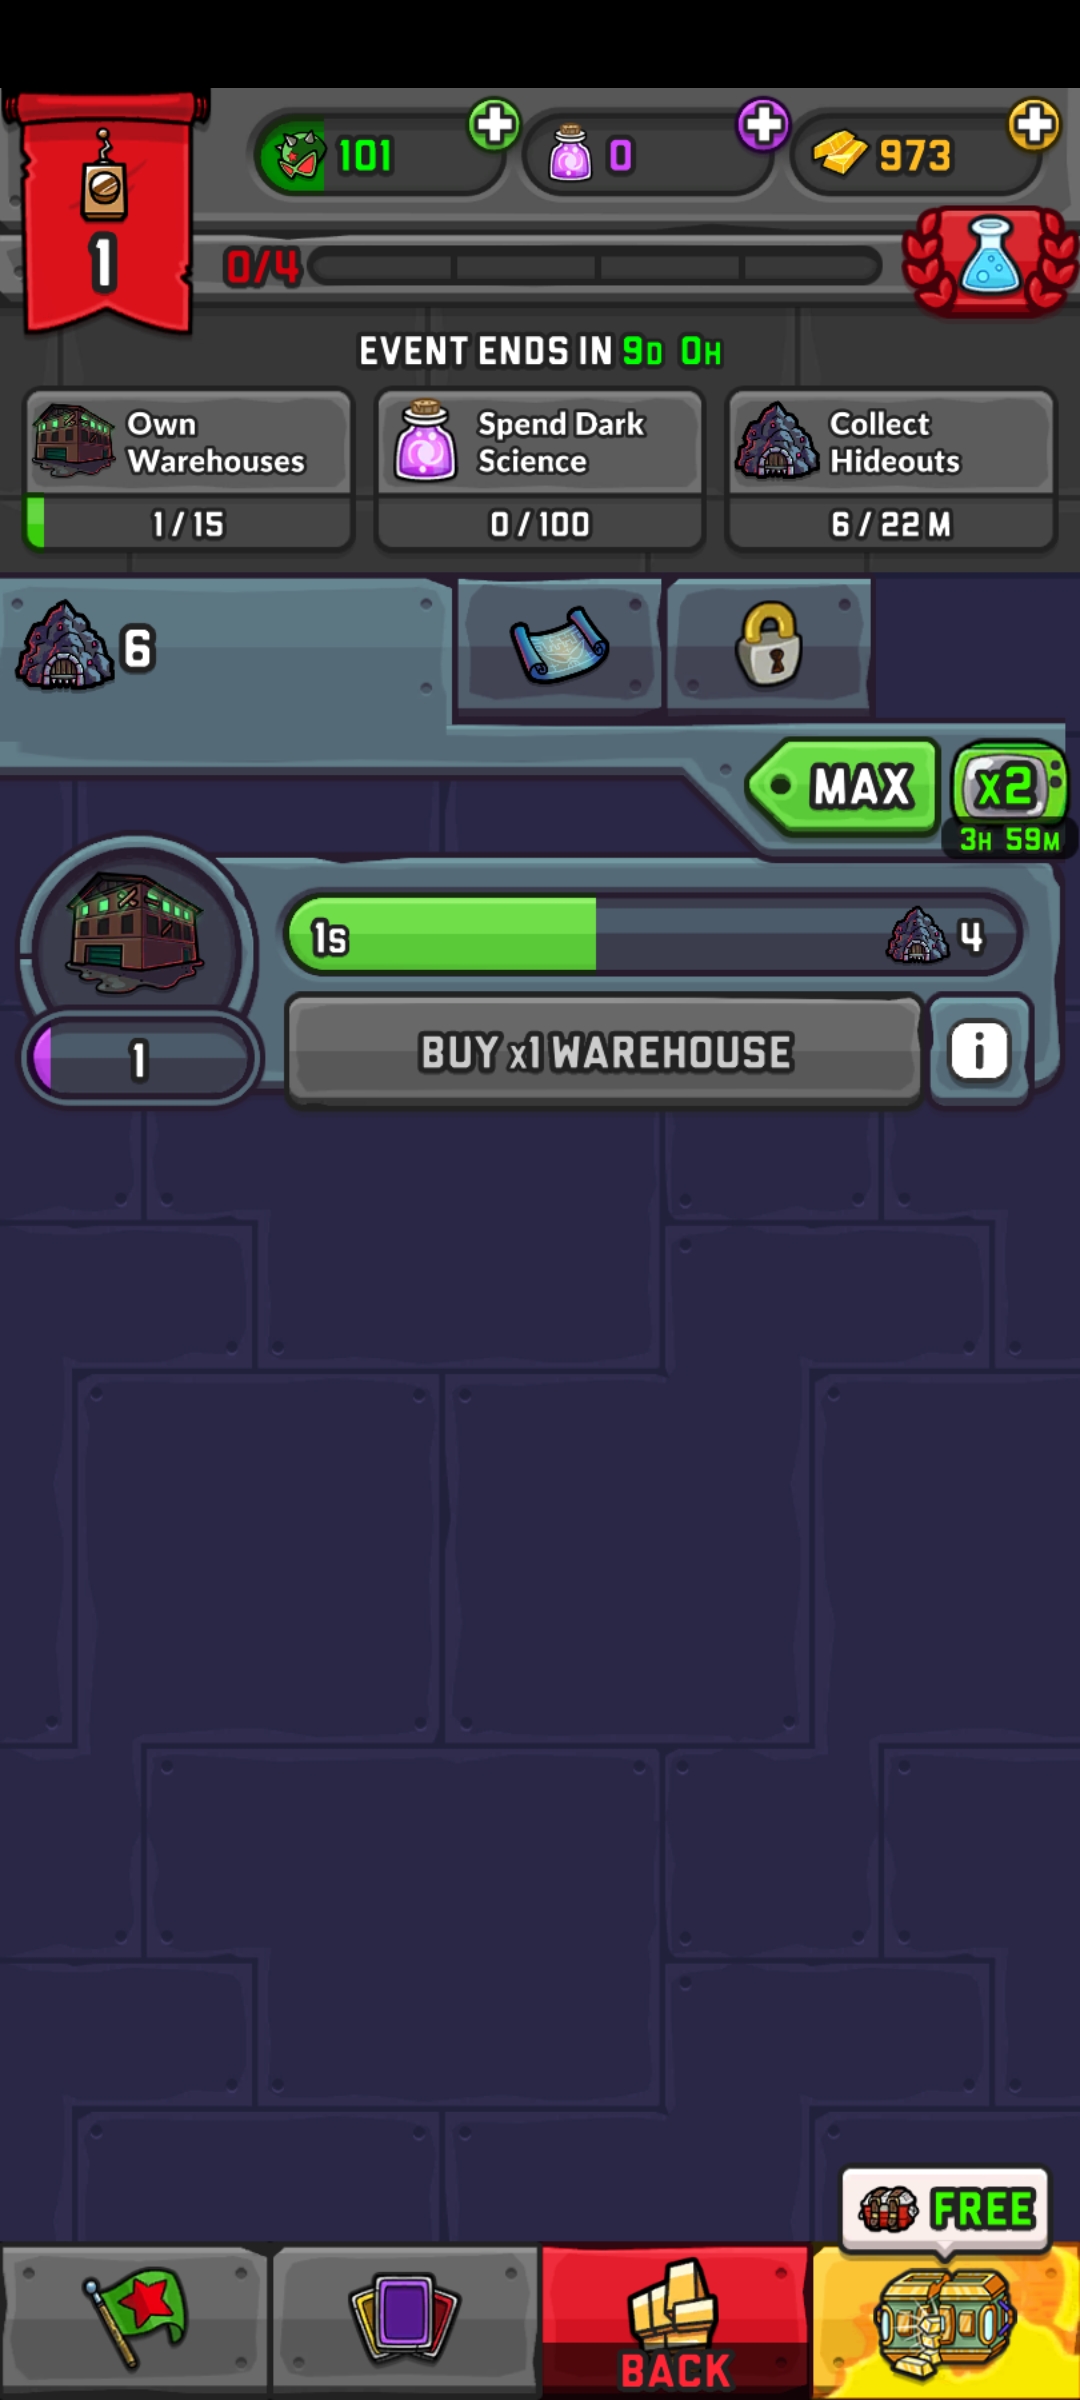 101
0
973
1
0/4
EVENT ENDS IN 9D 0H
Own
Warehouses
1 / 15
Spend Dark
Science
0 / 100
Collect
Hideouts
6 / 22 M
6
MAX
x2
3H 59M
1s
4
1
BUY x1 WAREHOUSE
i
FREE
BACK